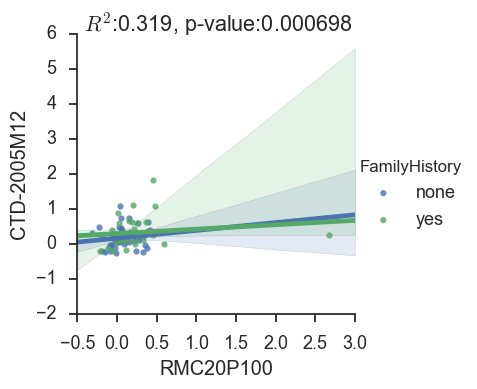 R²:0.319, p-value:0.000698
6
5
4
3
2
1
0
−1
−2
CTD-2005M12
−0.5 0.0 0.5 1.0 1.5 2.0 2.5 3.0
RMC20P100
FamilyHistory
none
yes